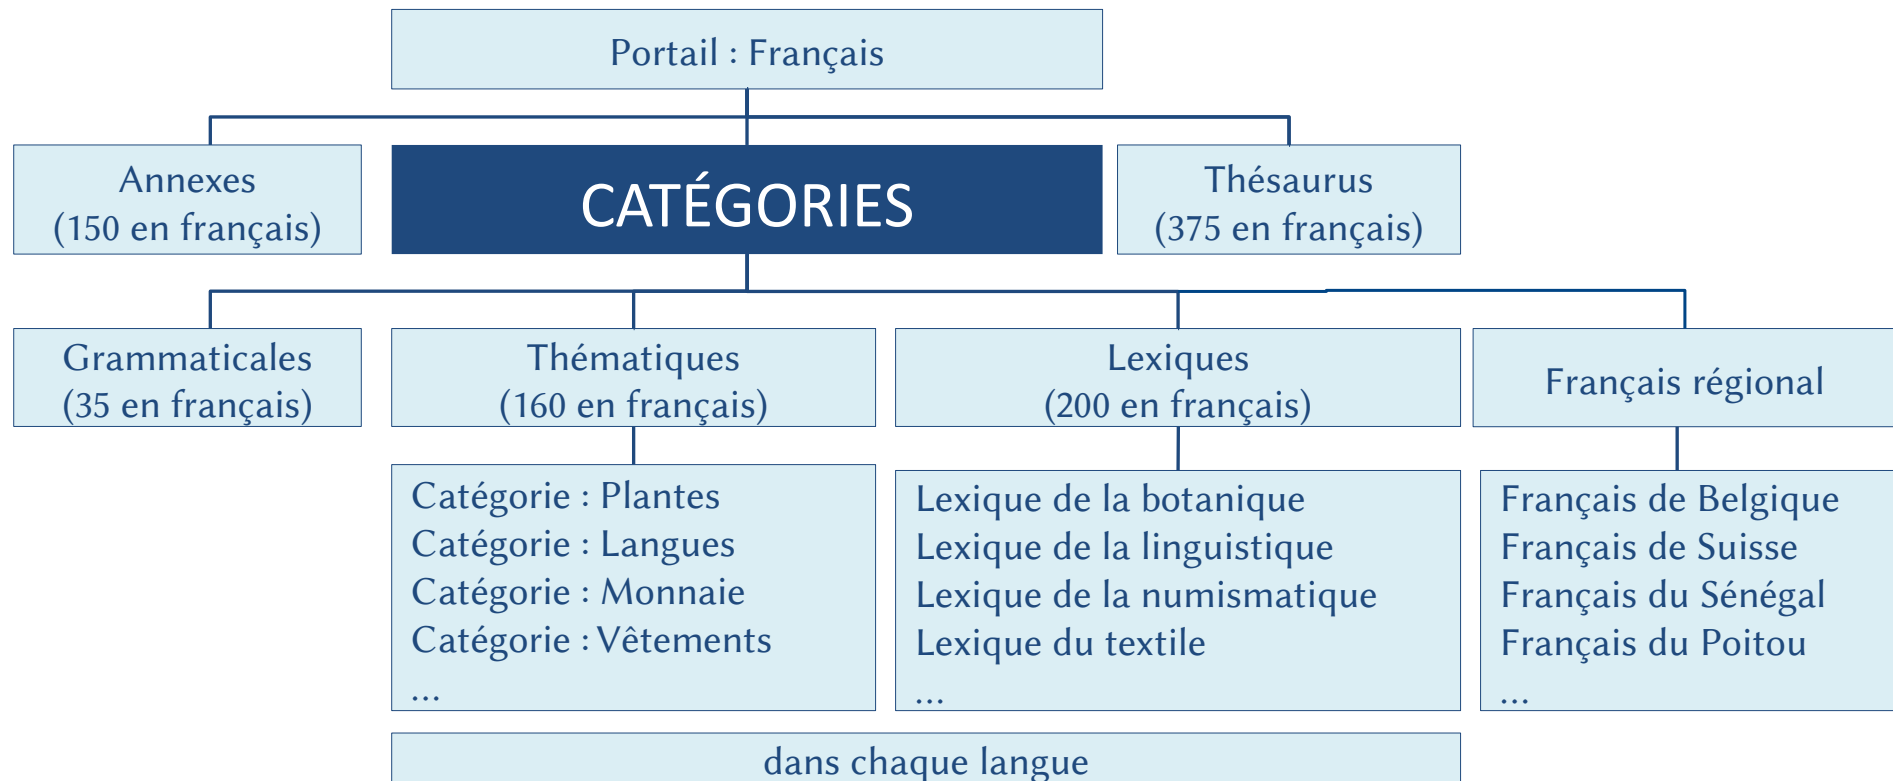 Portail : Français
Annexes
(150 en français)
CATÉGORIES
Thésaurus
(375 en français)
Grammaticales
(35 en français)
Thématiques
(160 en français)
Lexiques
(200 en français)
Français régional
Catégorie : Plantes
Catégorie : Langues
Catégorie : Monnaie
Catégorie : Vêtements
...
Lexique de la botanique
Lexique de la linguistique
Lexique de la numismatique
Lexique du textile
...
Français de Belgique
Français de Suisse
Français du Sénégal
Français du Poitou
...
dans chaque langue